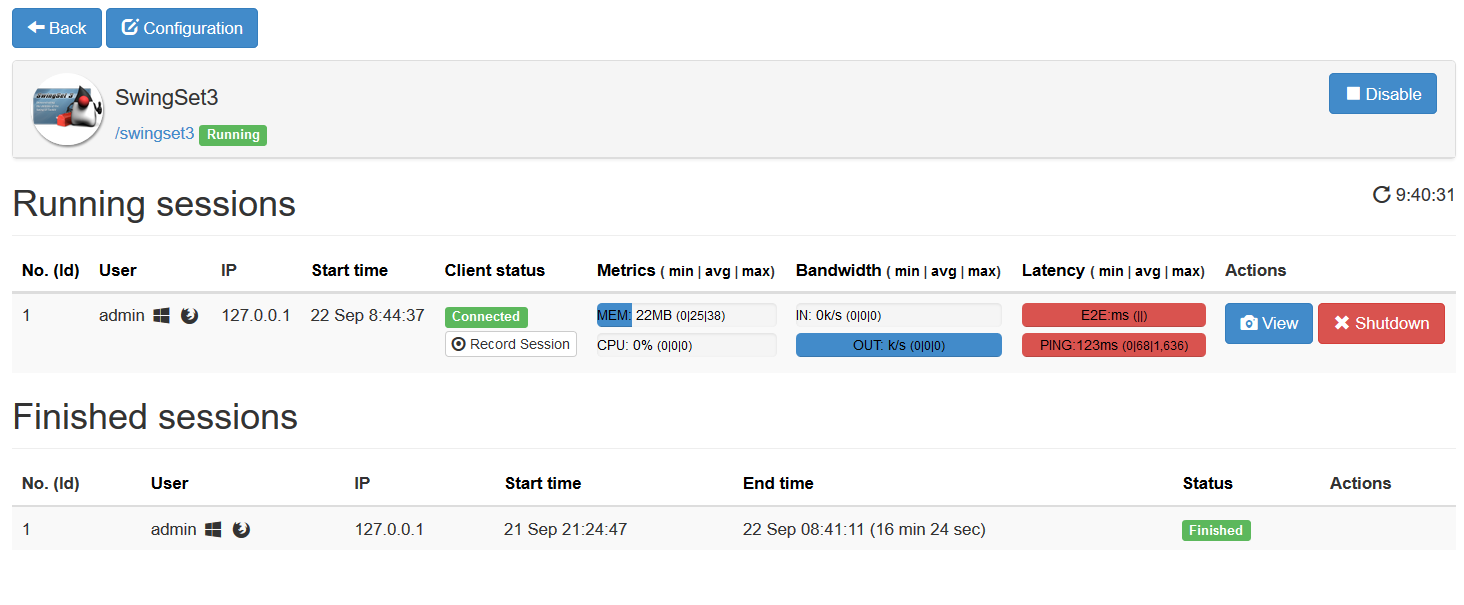 Back Configuration
SwingSet3
Disable
/swingset3 Running
Running sessions
9:40:31
No. (Id) User IP Start time Client status Metrics ( min | avg | max) Bandwidth ( min | avg | max) Latency ( min | avg | max) Actions
1 admin 127.0.0.1 22 Sep 8:44:37 Connected MEM: 22MB (0|25|38) IN: 0k/s (0|0|0) E2E:ms (||) View Shutdown
Record Session CPU: 0% (0|0|0) OUT: k/s (0|0|0) PING:123ms (0|68|1,636)
Finished sessions
No. (Id) User IP Start time End time Status Actions
1 admin 127.0.0.1 21 Sep 21:24:47 22 Sep 08:41:11 (16 min 24 sec) Finished